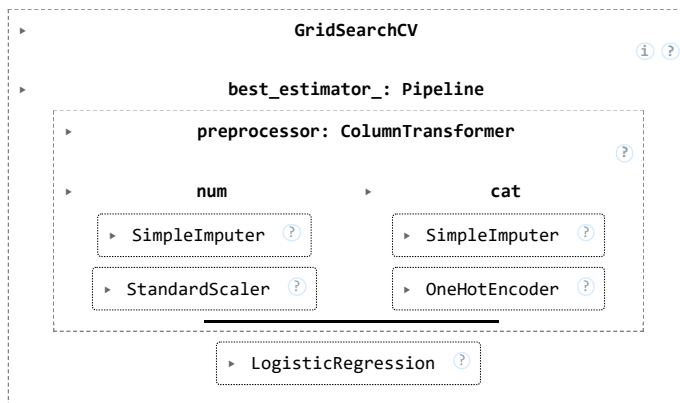 GridSearchCV
i ?
best_estimator_: Pipeline
preprocessor: ColumnTransformer
?
num cat
SimpleImputer ? SimpleImputer ?
StandardScaler ? OneHotEncoder ?
LogisticRegression ?